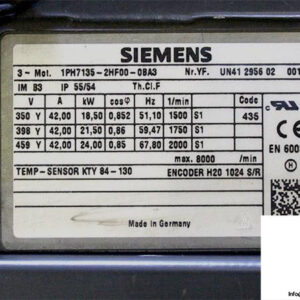 SIEMENS
3~ Mot. 1PH7135-2HF00-0BA3 Nr.YF. UN41 2956 02 001
IM B3 IP 55/54 Th.Cl.F
V A kW cosφ Hz 1/min Code
350 Y 42,00 18,50 0,852 51,10 1500 S1 435
398 Y 42,00 21,50 0,86 59,47 1750 S1
459 Y 42,00 24,00 0,865 67,80 2000 S1
EN 600
max. 8000 /min
TEMP-SENSOR KTY 84-130 ENCODER H20 1024 S/R
Made in Germany